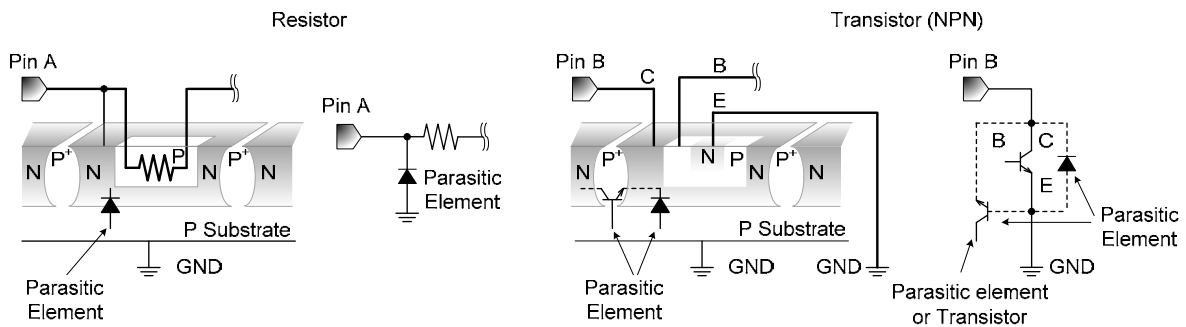 Resistor
Transistor (NPN)
Pin A
Pin B
C
B
E
Pin A
Pin B
B
C
E
N
P+
N
P
N
P+
N
N
P+
N
N
P
N
P+
N
Parasitic
Element
P Substrate
GND
Parasitic
Element
P Substrate
GND
GND
Parasitic
Element
Parasitic
Element
GND
Parasitic element
or Transistor